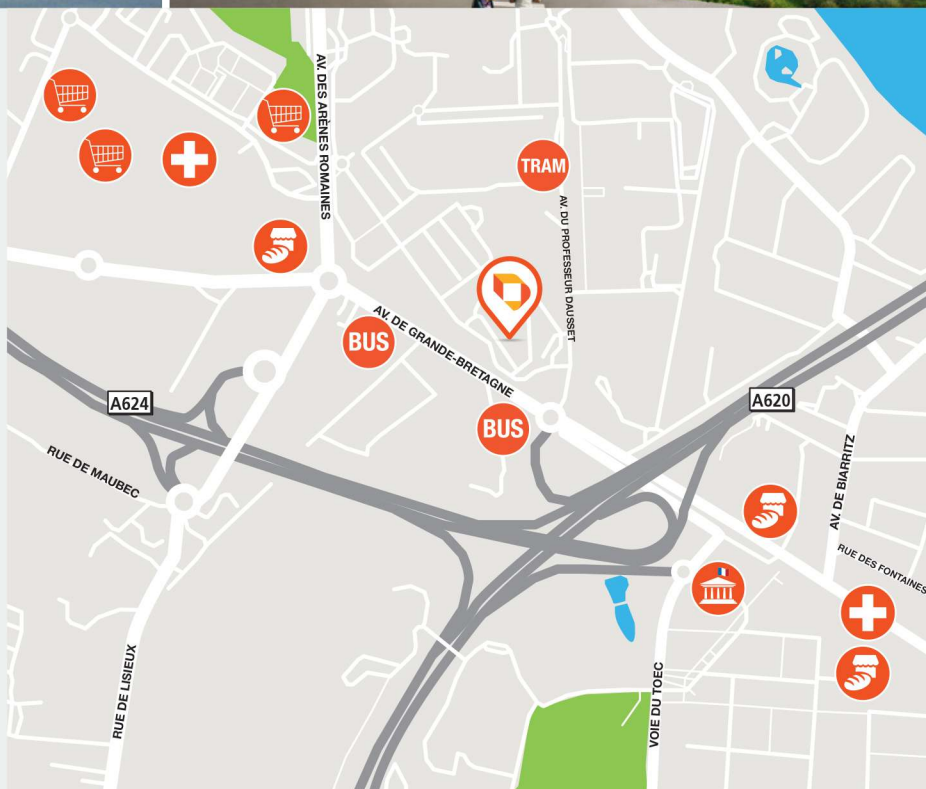 AV. DES ARÈNES ROMAINES
TRAM
AV. DU PROFESSEUR DAUSSET
AV. DE GRANDE-BRETAGNE
BUS
A624
A620
BUS
RUE DE MAUBEC
AV. DE BIARRITZ
RUE DES FONTAINES
RUE DE LISIEUX
VOIE DU TOEC